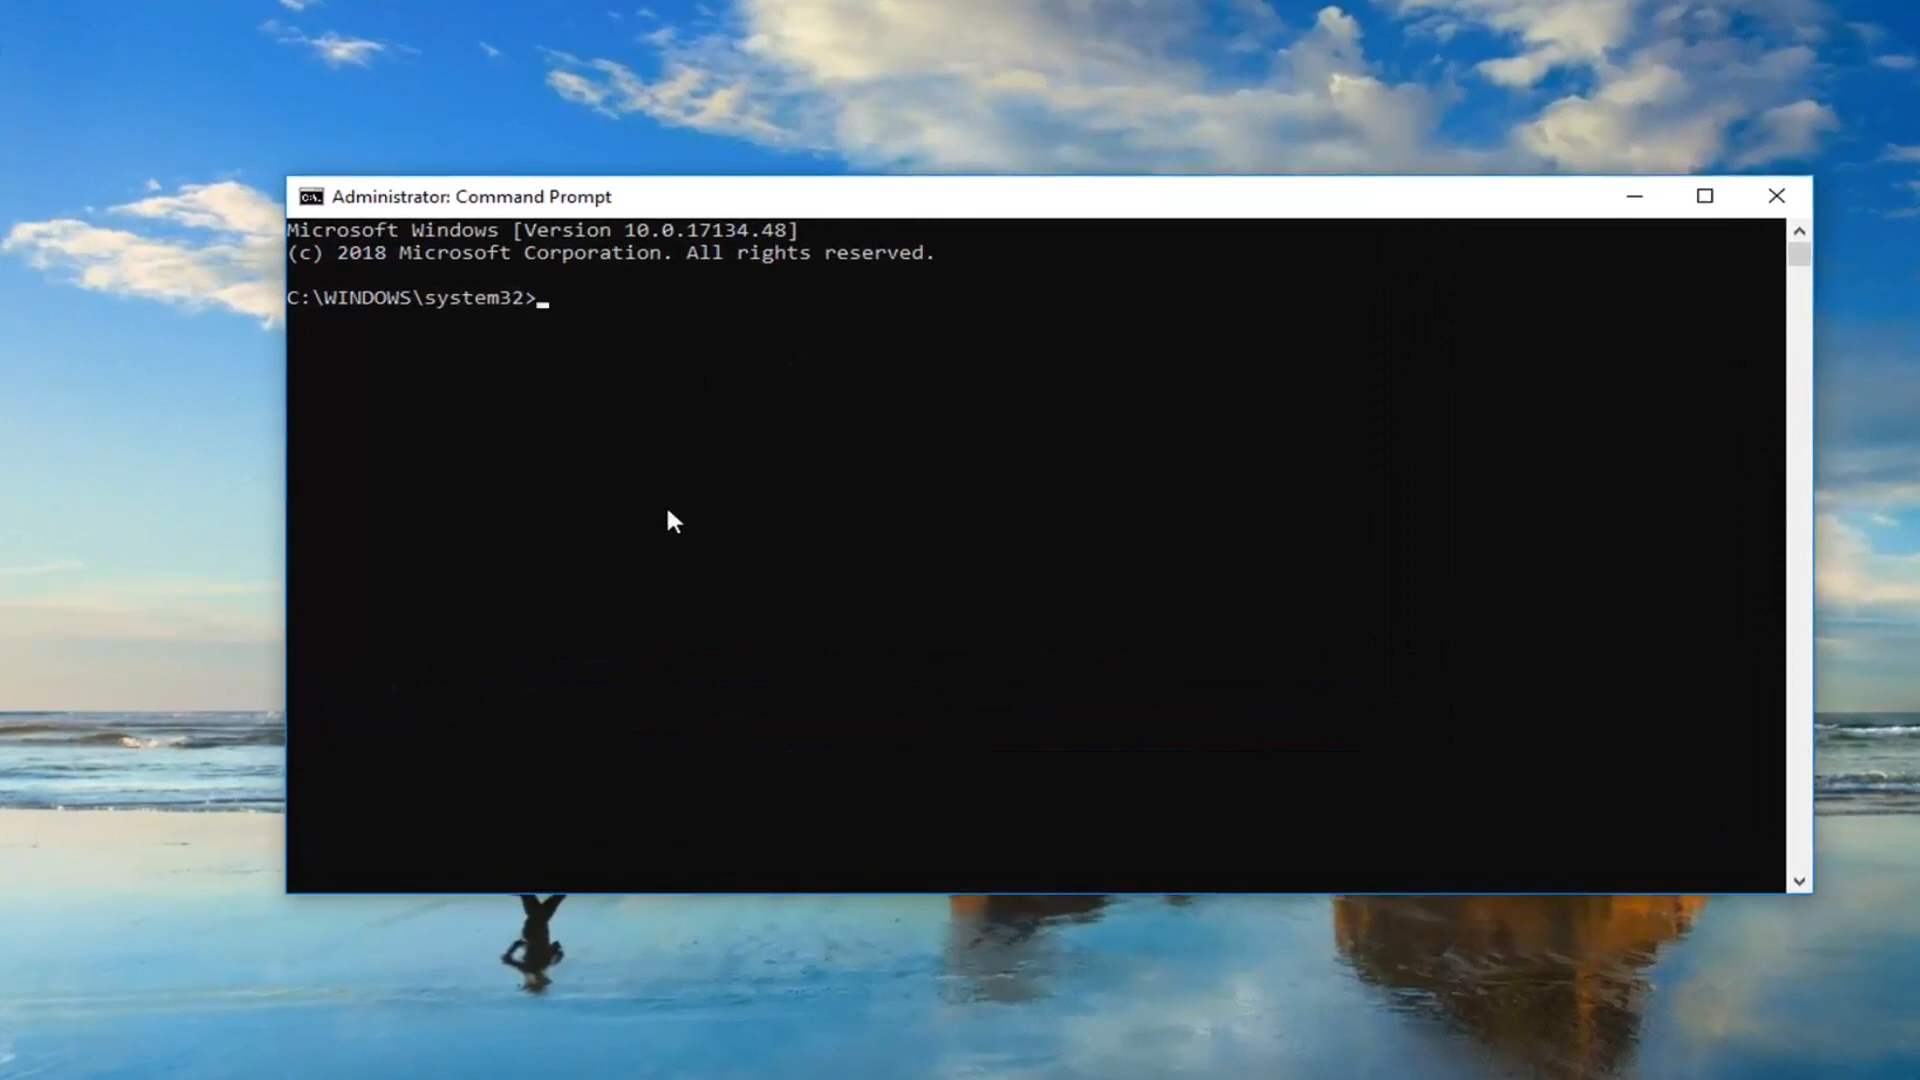 Administrator: Command Prompt
Microsoft Windows [Version 10.0.17134.48]
(c) 2018 Microsoft Corporation. All rights reserved.
C:\WINDOWS\system32>